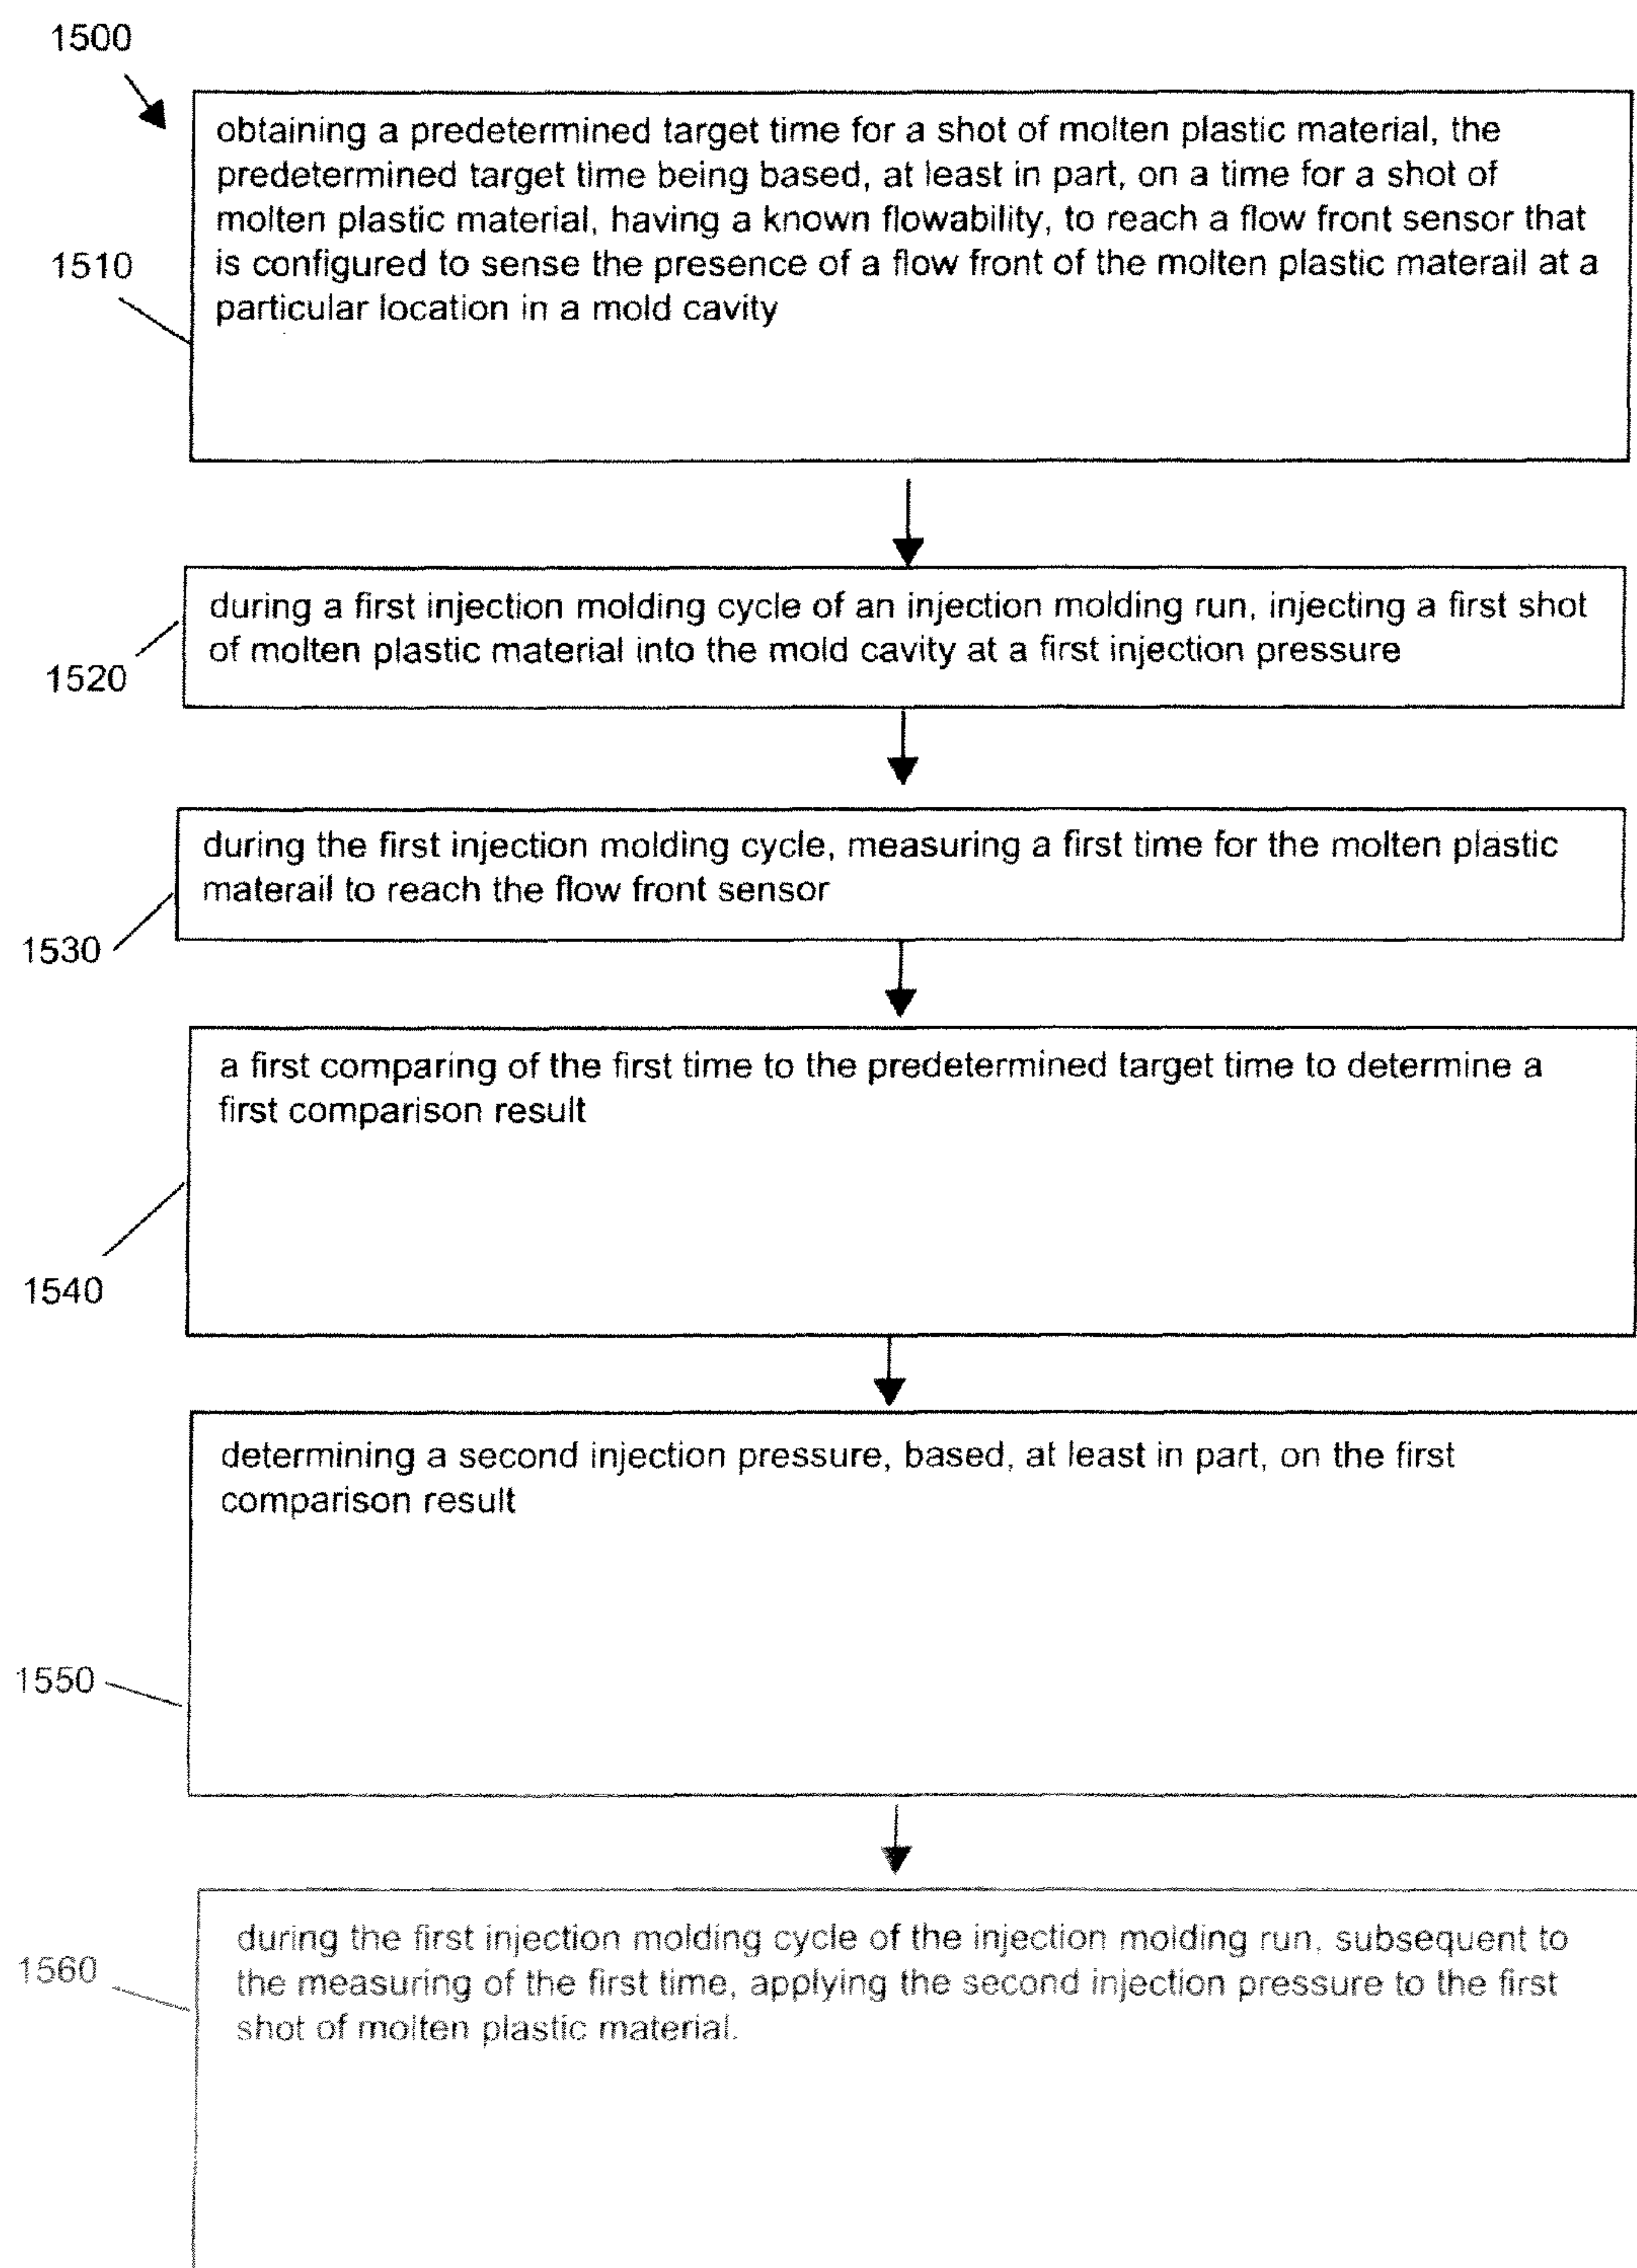 1500
obtaining a predetermined target time for a shot of molten plastic material, the
predetermined target time being based, at least in part, on a time for a shot of
molten plastic material, having a known flowability, to reach a flow front sensor that
is configured to sense the presence of a flow front of the molten plastic materail at a
particular location in a mold cavity
1510
during a first injection molding cycle of an injection molding run, injecting a first shot
of molten plastic material into the mold cavity at a first injection pressure
1520
during the first injection molding cycle, measuring a first time for the molten plastic
materail to reach the flow front sensor
1530
a first comparing of the first time to the predetermined target time to determine a
first comparison result
1540
determining a second injection pressure, based, at least in part, on the first
comparison result
1550
during the first injection molding cycle of the injection molding run, subsequent to
the measuring of the first time, applying the second injection pressure to the first
shot of molten plastic material.
1560